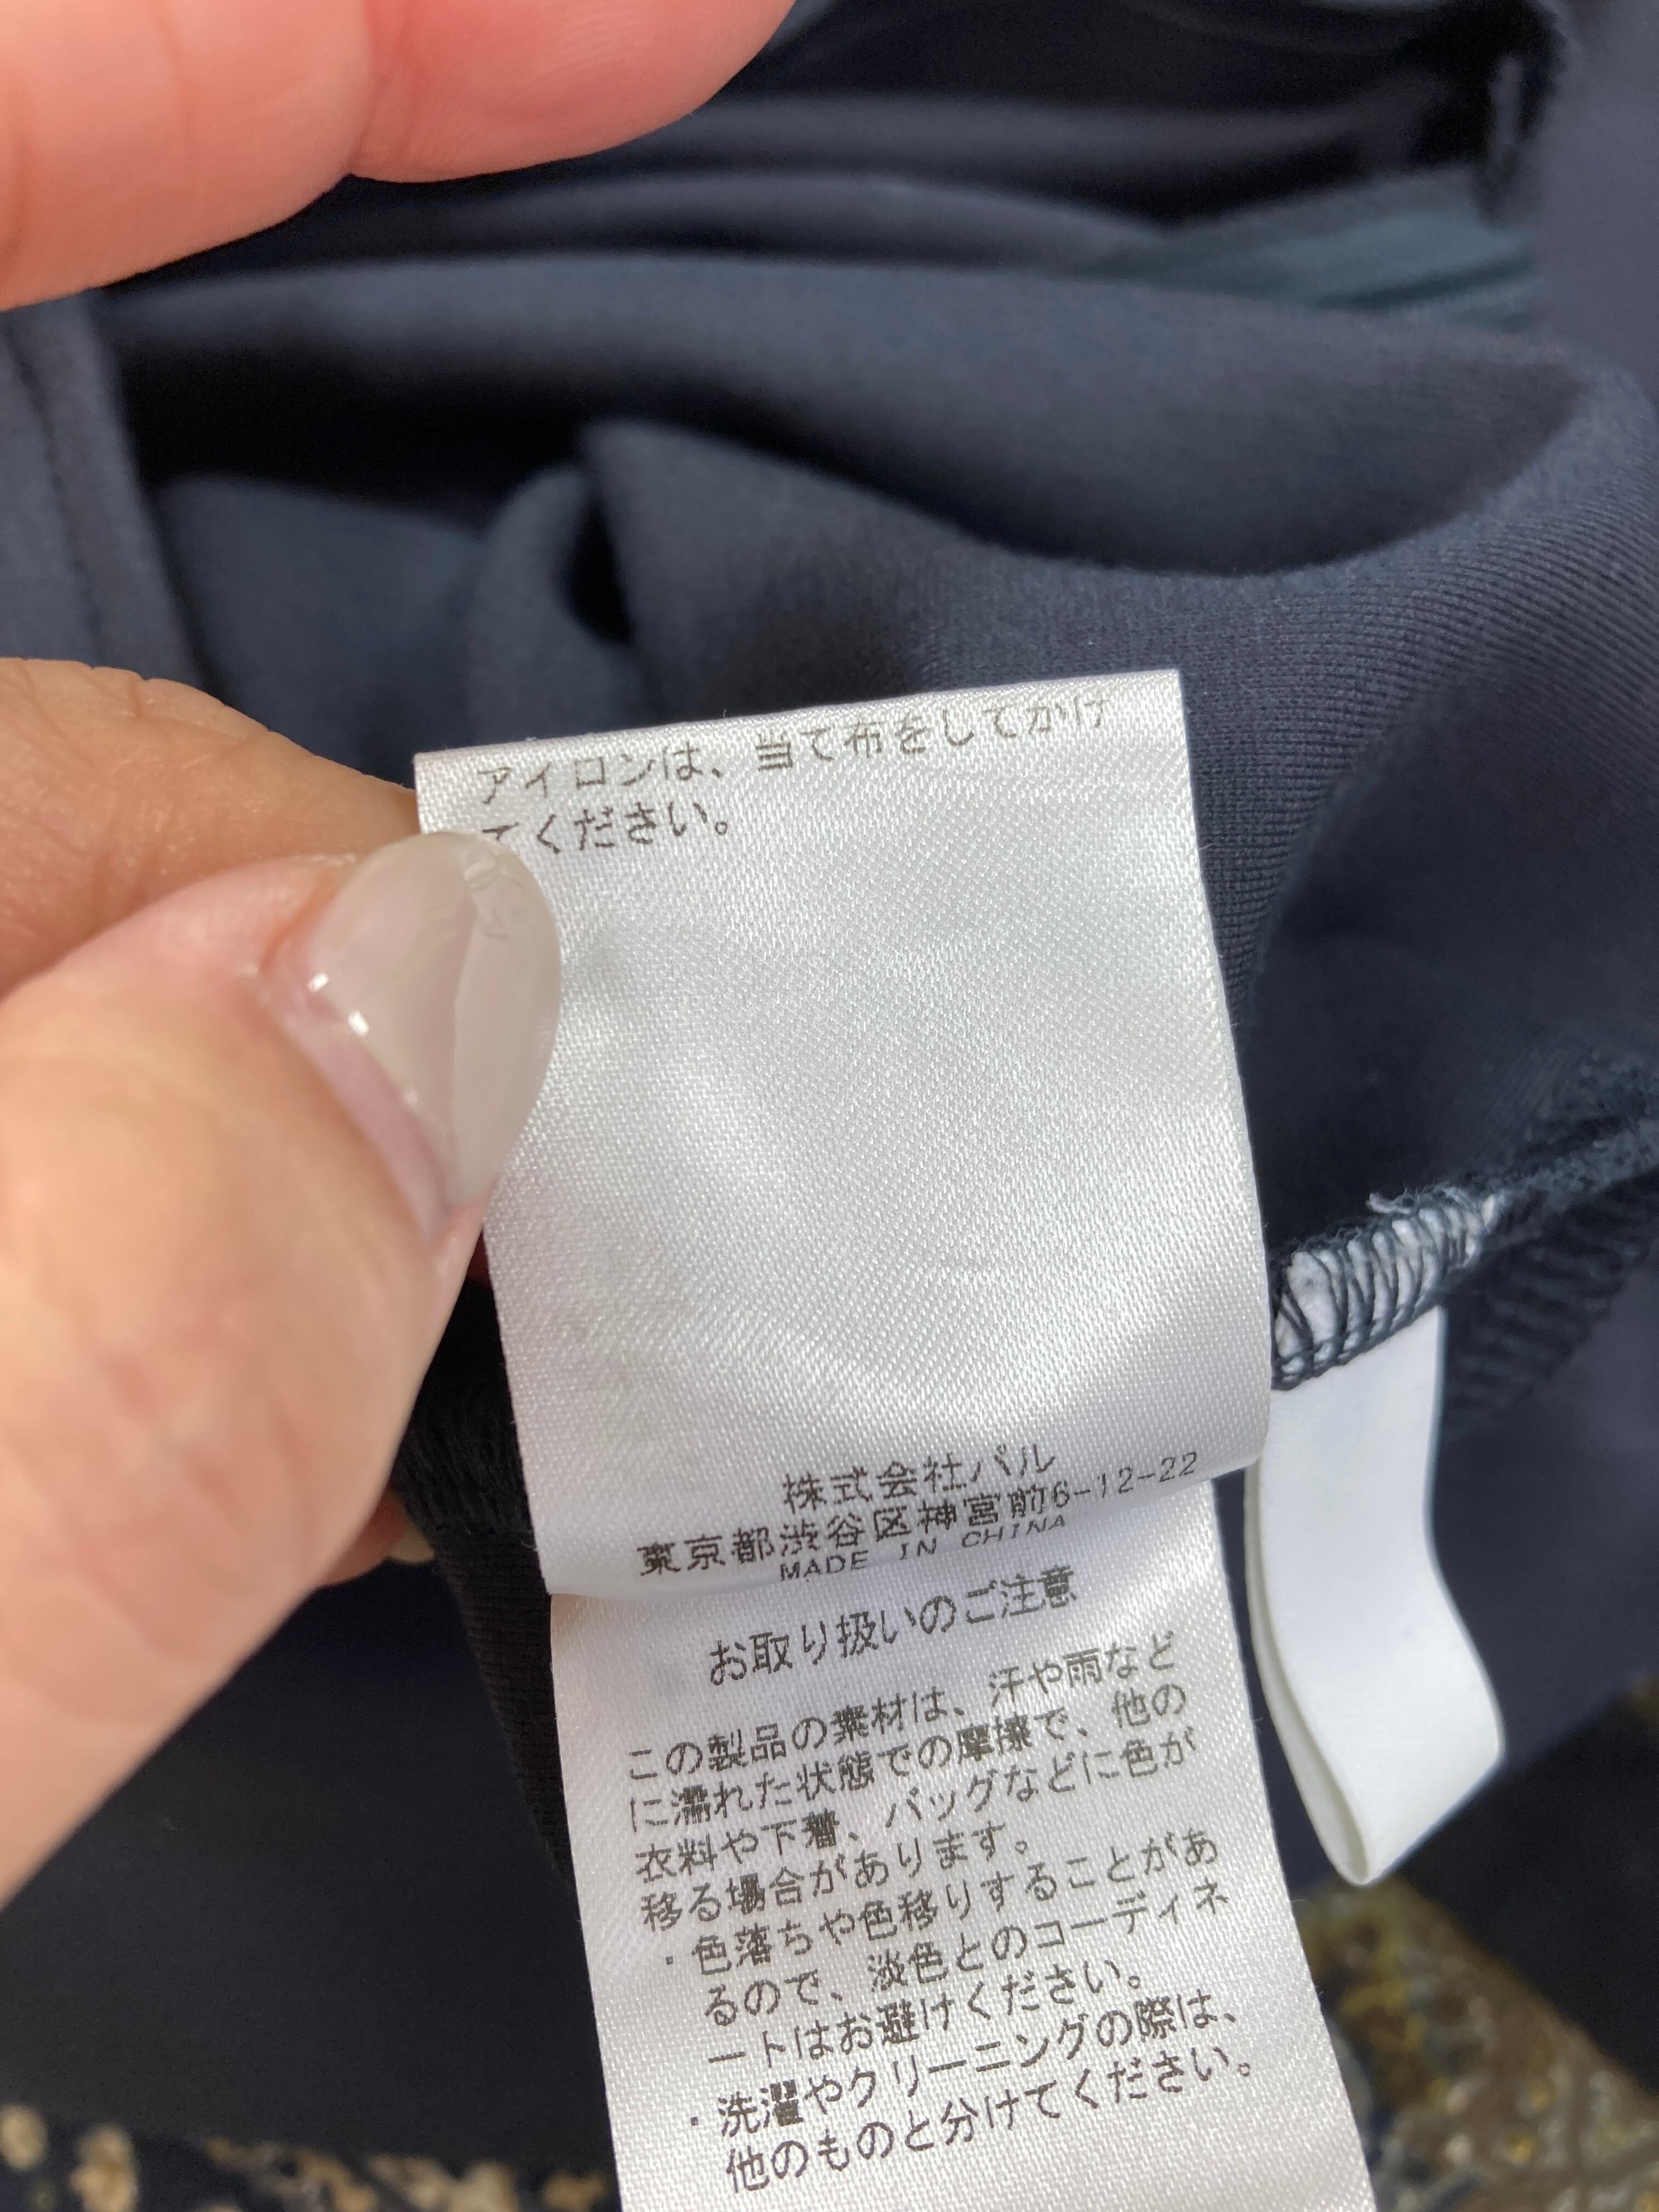 アイロンは、当て布をしてかけ
てください。
株式会社パル
東京都渋谷区神宮前6-12-22
MADE IN CHINA
お取り扱いのご注意
この製品の素材は、汗や雨など
に濡れた状態での摩擦で、他の
衣料や下着、バッグなどに色が
移る場合があります。
・色落ちや色移りすることがあ
るので、淡色とのコーディネ
ートはお避けください。
・洗濯やクリーニングの際は、
他のものと分けてください。